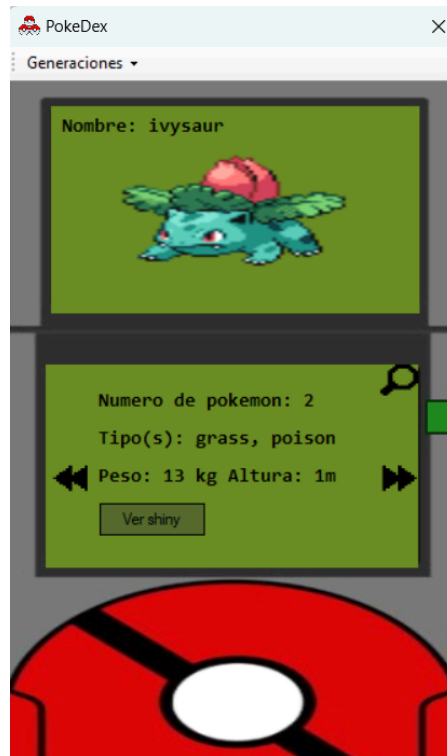 PokeDex
Generaciones
Nombre: ivysaur
Numero de pokemon: 2
Tipo(s): grass, poison
Peso: 13 kg Altura: 1m
Ver shiny